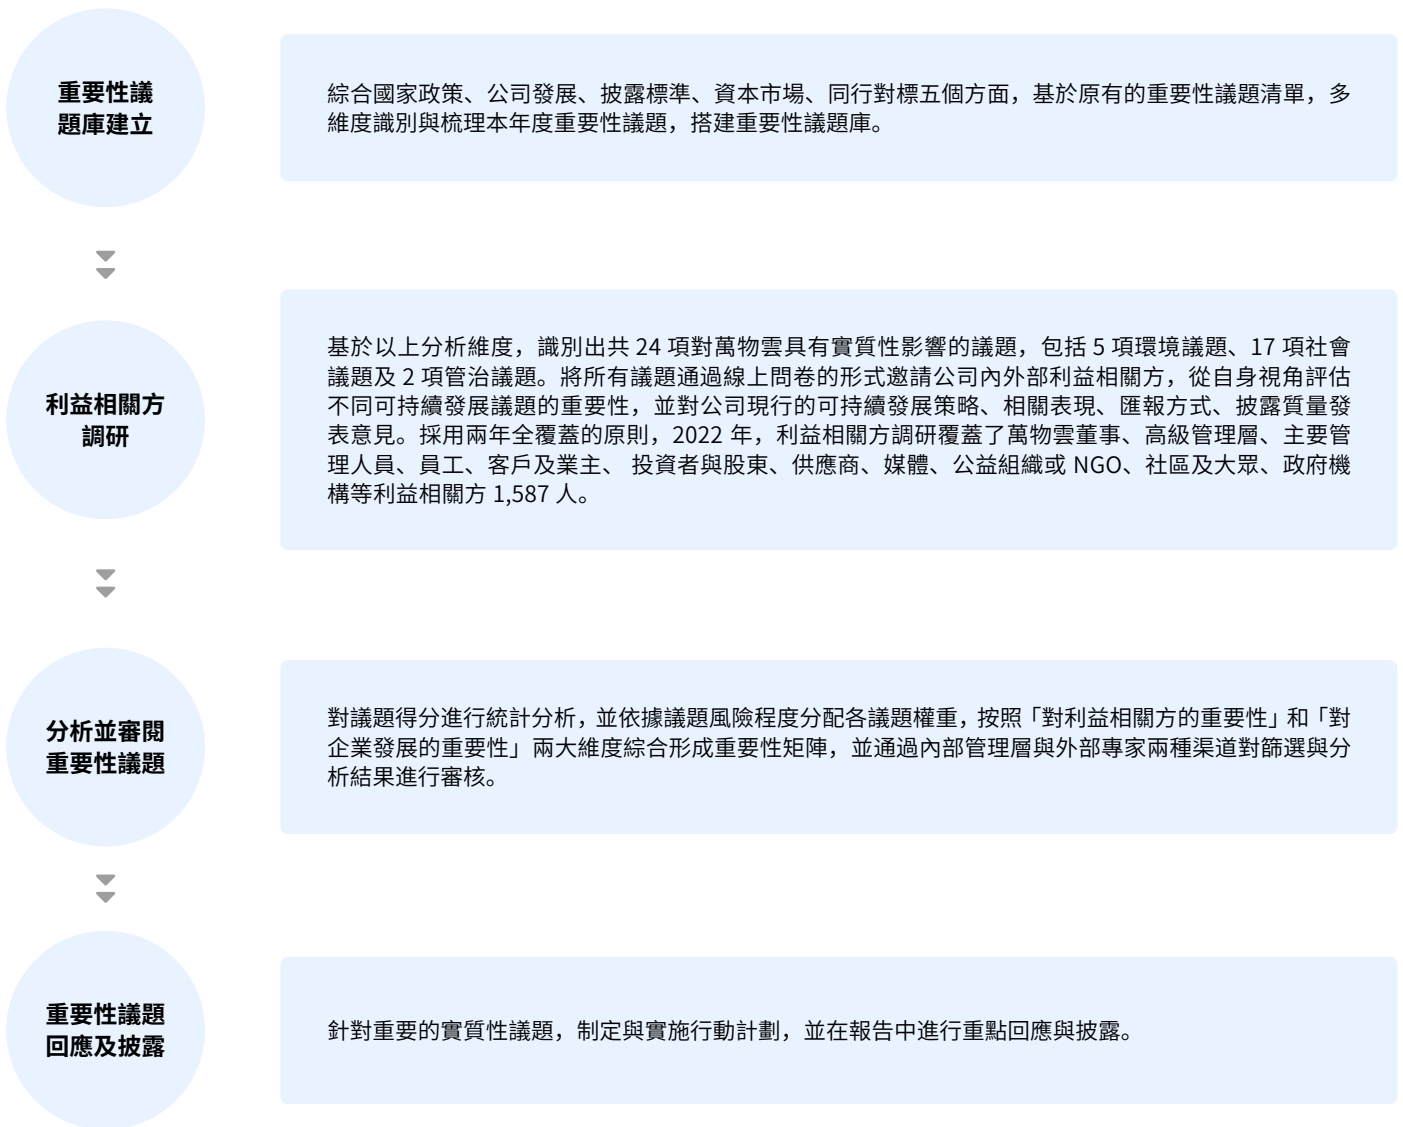 重要性議
題庫建立
綜合國家政策、公司發展、披露標準、資本市場、同行對標五個方面，基於原有的重要性議題清單，多
維度識別與梳理本年度重要性議題，搭建重要性議題庫。
利益相關方
調研
基於以上分析維度，識別出共 24 項對萬物雲具有實質性影響的議題，包括 5 項環境議題、17 項社會
議題及 2 項管治議題。將所有議題通過線上問卷的形式邀請公司內外部利益相關方，從自身視角評估
不同可持續發展議題的重要性，並對公司現行的可持續發展策略、相關表現、匯報方式、披露質量發
表意見。採用兩年全覆蓋的原則，2022 年，利益相關方調研覆蓋了萬物雲董事、高級管理層、主要管
理人員、員工、客戶及業主、 投資者與股東、供應商、媒體、公益組織或 NGO、社區及大眾、政府機
構等利益相關方 1,587 人。
分析並審閱
重要性議題
對議題得分進行統計分析，並依據議題風險程度分配各議題權重，按照「對利益相關方的重要性」和「對
企業發展的重要性」兩大維度綜合形成重要性矩陣，並通過內部管理層與外部專家兩種渠道對篩選與分
析結果進行審核。
重要性議題
回應及披露
針對重要的實質性議題，制定與實施行動計劃，並在報告中進行重點回應與披露。